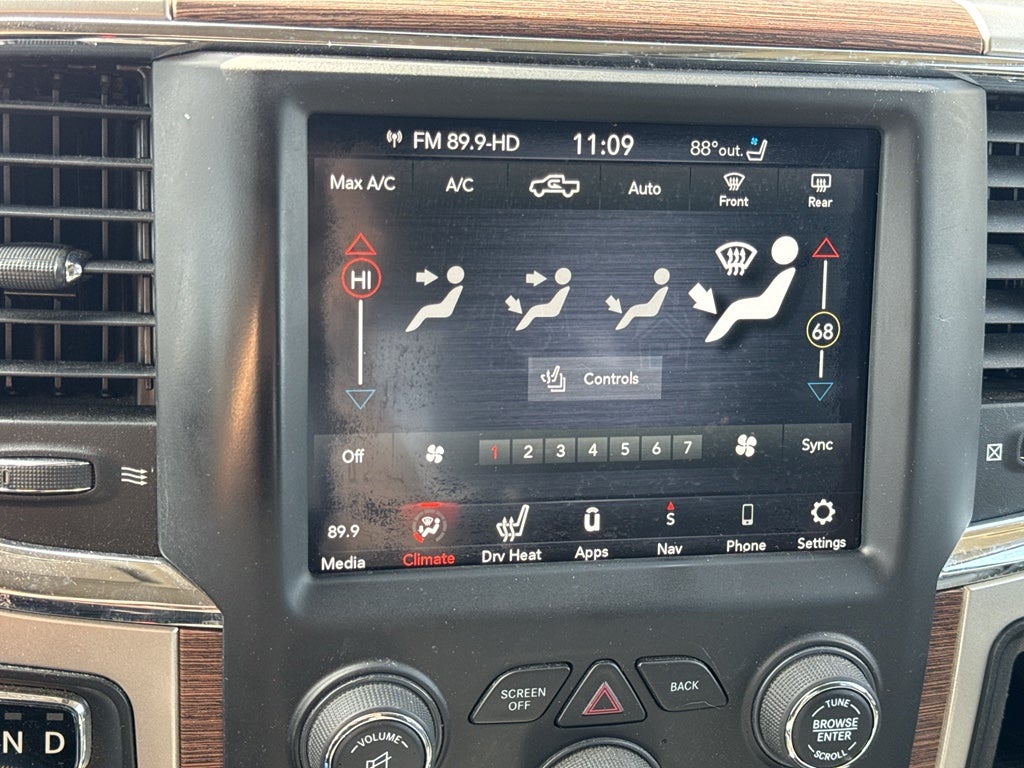 FM 89.9-HD 11:09 88°out.
Max A/C A/C Auto Front Rear
HI
68
Controls
Off 1 2 3 4 5 6 7 Sync
89.9 S
Media Climate Drv Heat Apps Nav Phone Settings
SCREEN OFF BACK
N D
VOLUME
TUNE
BROWSE
ENTER
SCROLL